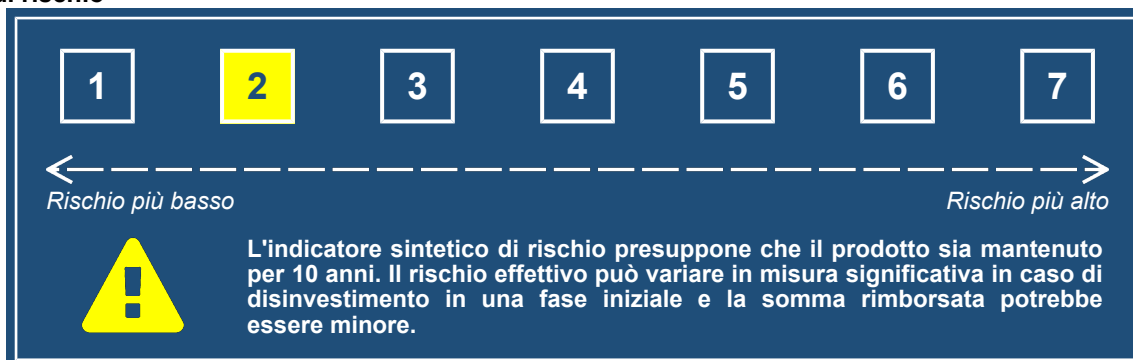 1 2 3 4 5 6 7
Rischio più basso Rischio più alto
L'indicatore sintetico di rischio presuppone che il prodotto sia mantenuto
per 10 anni. Il rischio effettivo può variare in misura significativa in caso di
disinvestimento in una fase iniziale e la somma rimborsata potrebbe
essere minore.